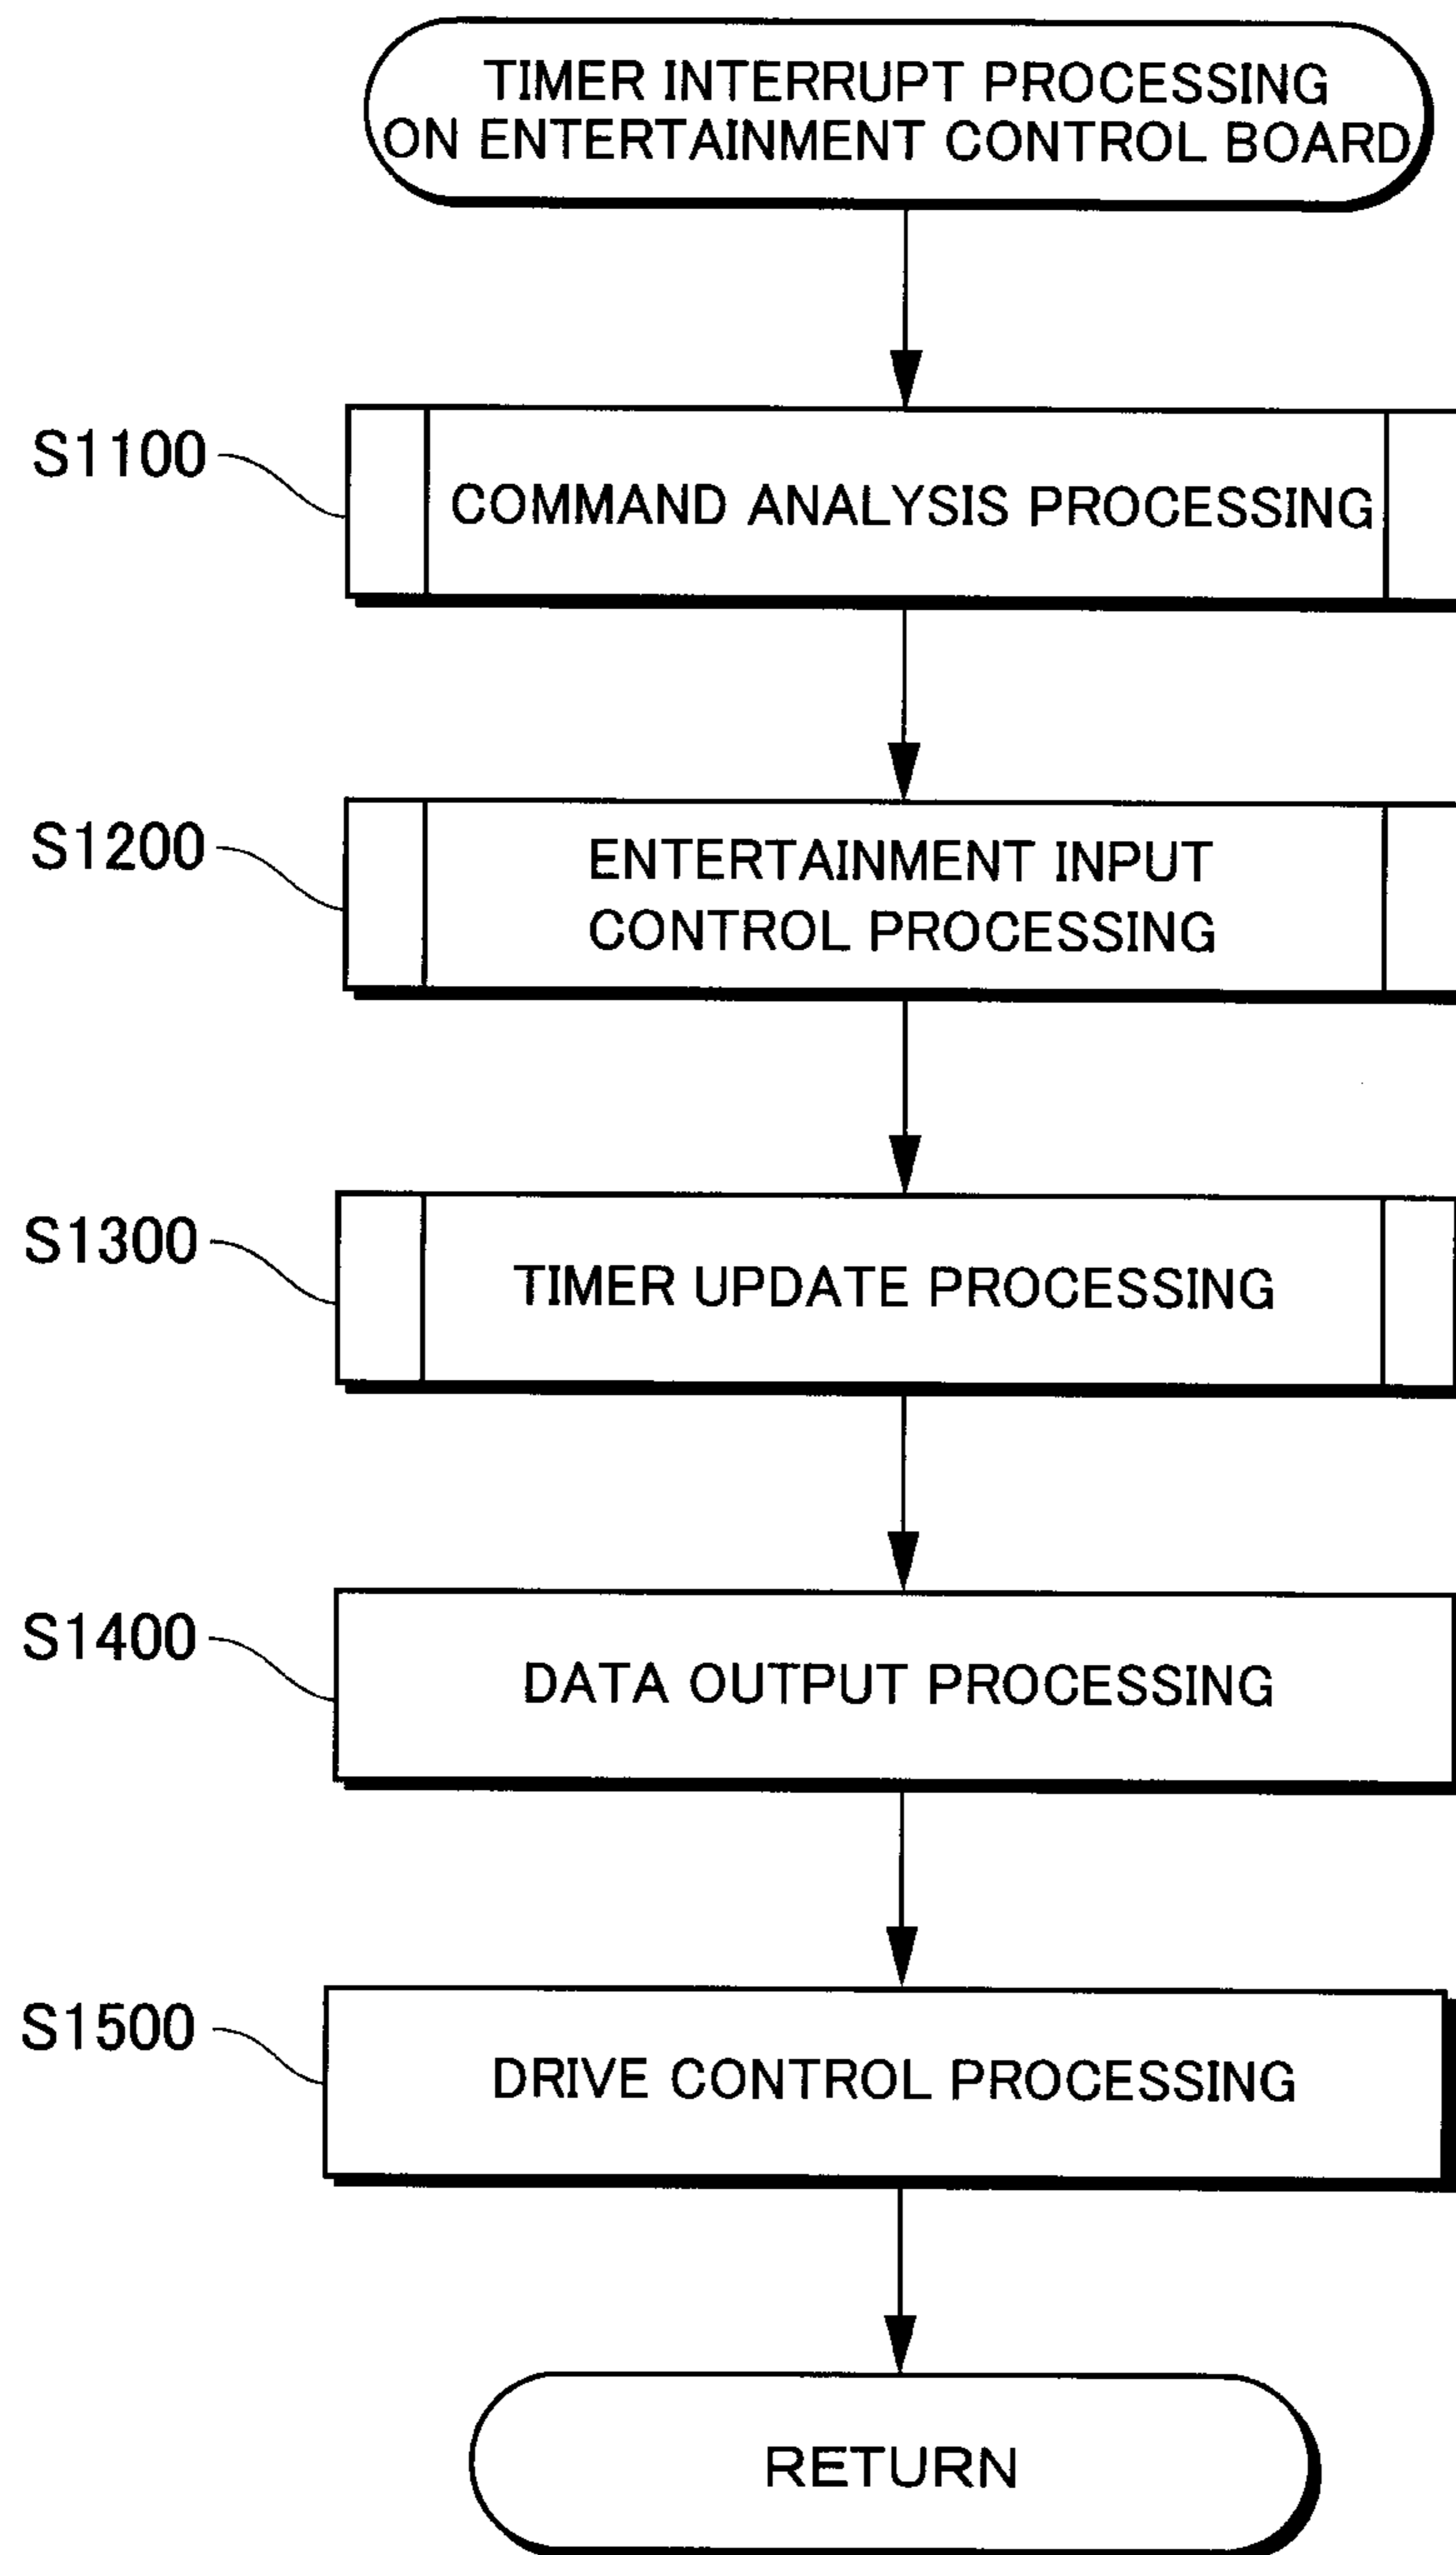 TIMER INTERRUPT PROCESSING
ON ENTERTAINMENT CONTROL BOARD
S1100
COMMAND ANALYSIS PROCESSING
S1200
ENTERTAINMENT INPUT
CONTROL PROCESSING
S1300
TIMER UPDATE PROCESSING
S1400
DATA OUTPUT PROCESSING
S1500
DRIVE CONTROL PROCESSING
RETURN